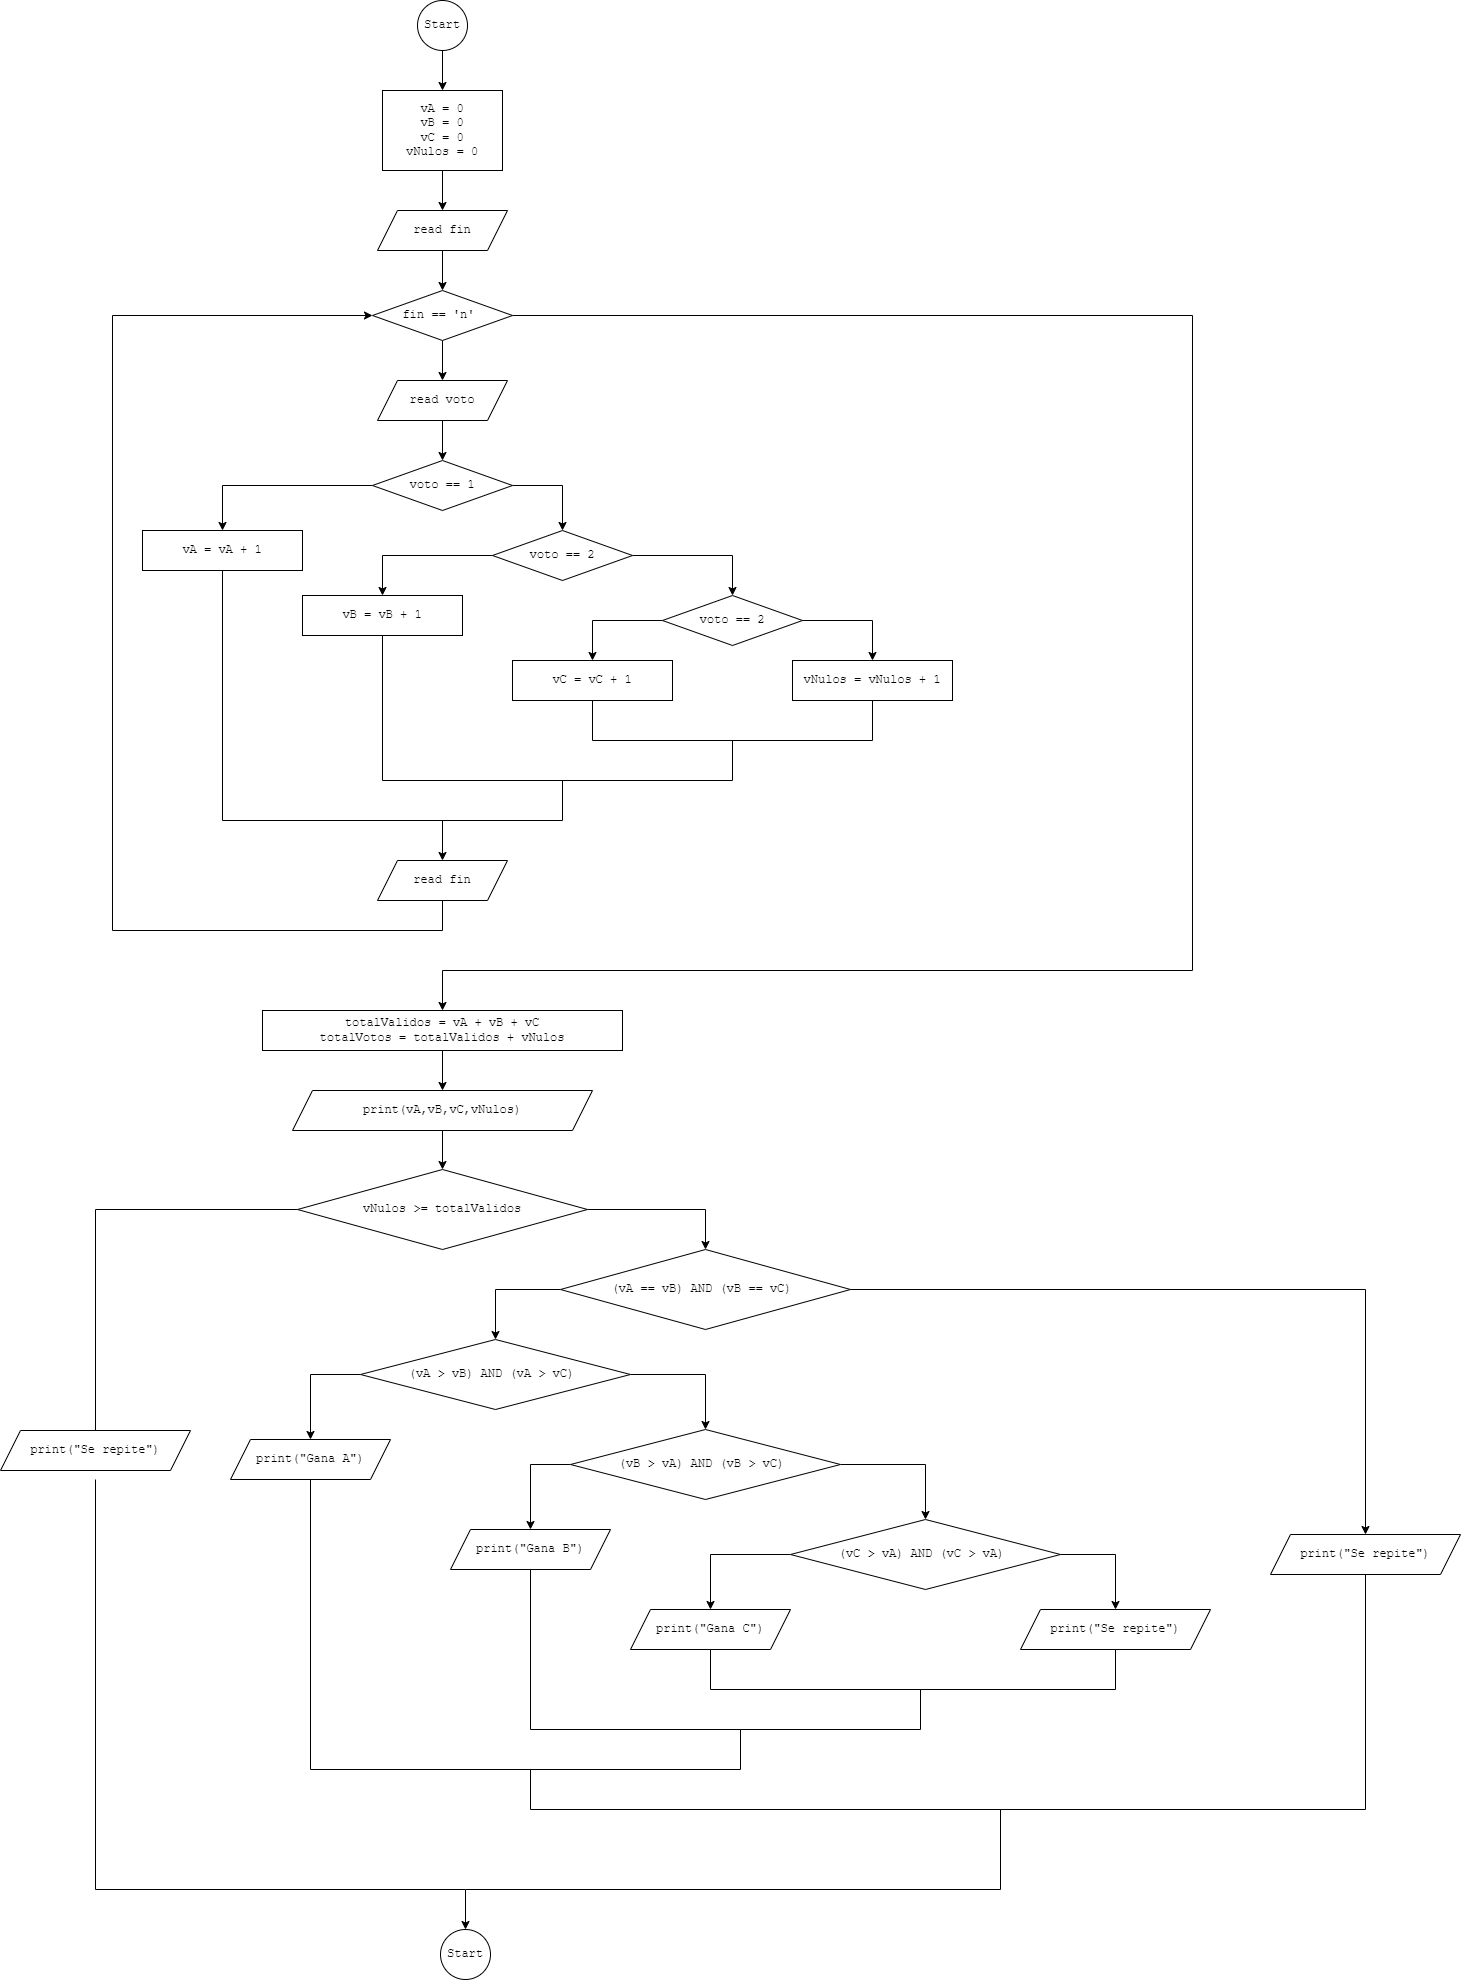 Start
vA = 0
vB = 0
vC = 0
vNulos = 0
read fin
fin == 'n'
read voto
voto == 1
vA = vA + 1
voto == 2
vB = vB + 1
voto == 2
vC = vC + 1
vNulos = vNulos + 1
read fin
totalValidos = vA + vB + vC
totalVotos = totalValidos + vNulos
print(vA,vB,vC,vNulos)
vNulos >= totalValidos
(vA == vB) AND (vB == vC)
(vA > vB) AND (vA > vC)
print("Se repite")
print("Gana A")
(vB > vA) AND (vB > vC)
print("Gana B")
(vC > vA) AND (vC > vA)
print("Se repite")
print("Gana C")
print("Se repite")
Start